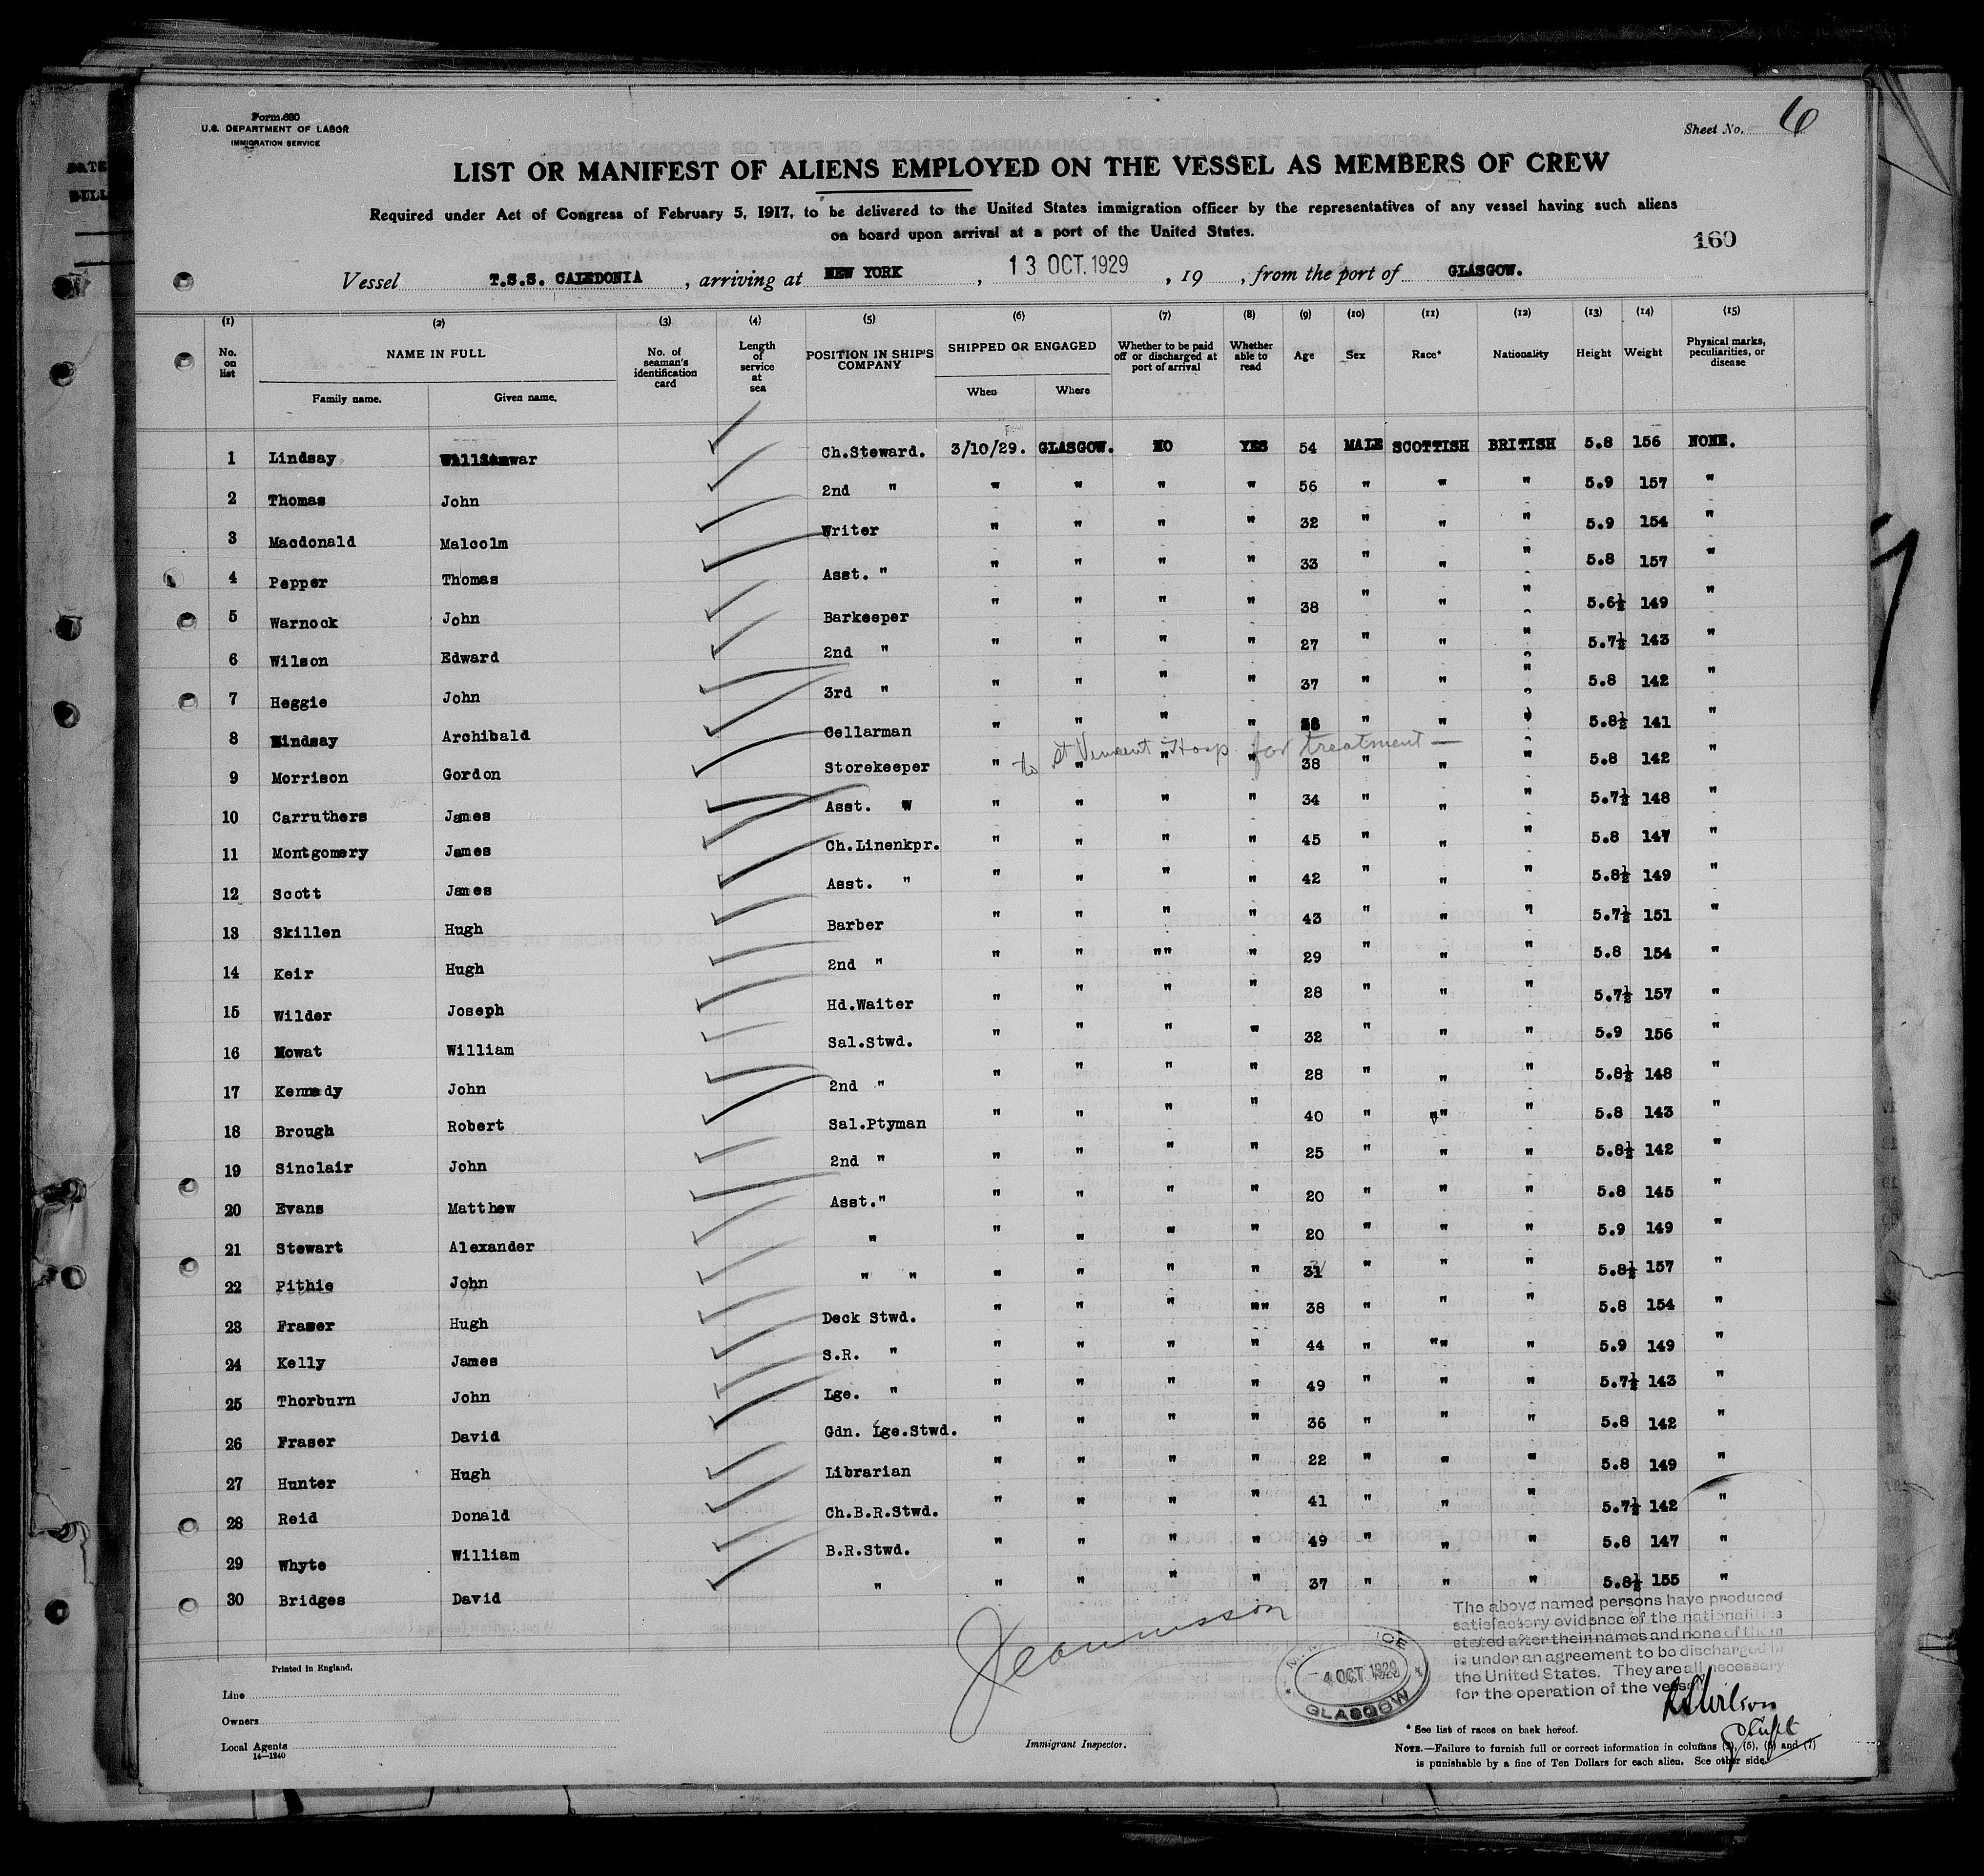 Form 680
U.S. DEPARTMENT OF LABOR
IMMIGRATION SERVICE
Sheet No. 6
LIST OR MANIFEST OF ALIENS EMPLOYED ON THE VESSEL AS MEMBERS OF CREW
Required under Act of Congress of February 5, 1917, to be delivered to the United States immigration officer by the representatives of any vessel having such aliens
on board upon arrival at a port of the United States.
160
Vessel T.S.S. CALEDONIA, arriving at NEW YORK, 13 OCT. 1929, 19 , from the port of GLASGOW.
(1) (2) (3) (4) (5) (6) (7) (8) (9) (10) (11) (12) (13) (14) (15)
No. on list NAME IN FULL Family name. Given name. No. of seaman's identification card Length of service at sea POSITION IN SHIP'S COMPANY SHIPPED OR ENGAGED When Where Whether to be paid off or discharged at port of arrival Whether able to read Age Sex Race* Nationality Height Weight Physical marks, peculiarities, or disease
1 Lindsay Ch.Steward. 3/10/29. GLASGOW. NO YES 54 MALE SCOTTISH BRITISH 5.8 156 NONE.
2 Thomas John 2nd " " " " " 56 " " " 5.9 157 "
3 Macdonald Malcolm Writer " " " " 32 " " " 5.9 154 "
4 Pepper Thomas Asst. " " " " " 33 " " " 5.8 157 "
5 Warnock John Barkeeper " " " " 38 " " " 5.6½ 149 "
6 Wilson Edward 2nd " " " " " 27 " " " 5.7½ 143 "
7 Heggie John 3rd " " " " " 37 " " " 5.8 142 "
8 Lindsay Archibald Cellarman " " " " " " " 5.8½ 141 "
to St Vincent Hosp for treatment —
9 Morrison Gordon Storekeeper " " " " 38 " " " 5.8 142 "
10 Carruthers James Asst. W " " " " 34 " " " 5.7½ 148 "
11 Montgomery James Ch.Linenkpr. " " " " 45 " " " 5.8 147 "
12 Scott James Asst. " " " " " 42 " " " 5.8½ 149 "
13 Skillen Hugh Barber " " " " 43 " " " 5.7½ 151 "
14 Keir Hugh 2nd " " " "" " 29 " " " 5.8 154 "
15 Wilder Joseph Hd.Waiter " " " " 28 " " " 5.7½ 157 "
16 Mowat William Sal.Stwd. " " " " 32 " " " 5.9 156 "
17 Kennedy John 2nd " " " " " 28 " " " 5.8½ 148 "
18 Brough Robert Sal.Ptyman " " " " 40 " "" " 5.8 143 "
19 Sinclair John 2nd " " " " " 25 " " " 5.8½ 142 "
20 Evans Matthew Asst." " " " " 20 " " " 5.8 145 "
21 Stewart Alexander " " " " " 20 " " " 5.9 149 "
22 Pithie John " " " " " " 31 " " " 5.8½ 157 "
23 Fraser Hugh Deck Stwd. " " " "" 38 " " " 5.8 154 "
24 Kelly James S.R. " " " " " 44 " "" " 5.9 149 "
25 Thorburn John Lge. " " " " " 49 " " " 5.7½ 143 "
26 Fraser David Gdn. Lge.Stwd. " " " " 36 " " " 5.8 142 "
27 Hunter Hugh Librarian " " " " 22 " " " 5.8 149 "
28 Reid Donald Ch.B.R.Stwd. " " " " 41 " " " 5.7½ 142 "
29 Whyte William B.R.Stwd. " " " " 49 " " " 5.8 147 "
30 Bridges David " " " " " 37 " " " 5.8½ 155 "
The above named persons have produced
satisfactory evidence of the nationalities
stated after their names and none of them
is under an agreement to be discharged in
the United States. They are all necessary
for the operation of the vessel
4 OCT. 1929
GLASGOW
Printed in England.
Line
Owners
Local Agents
14—1240
Immigrant Inspector.
* See list of races on back hereof.
NOTE.—Failure to furnish full or correct information in columns (2), (5), (6) and (7)
is punishable by a fine of Ten Dollars for each alien. See other side.